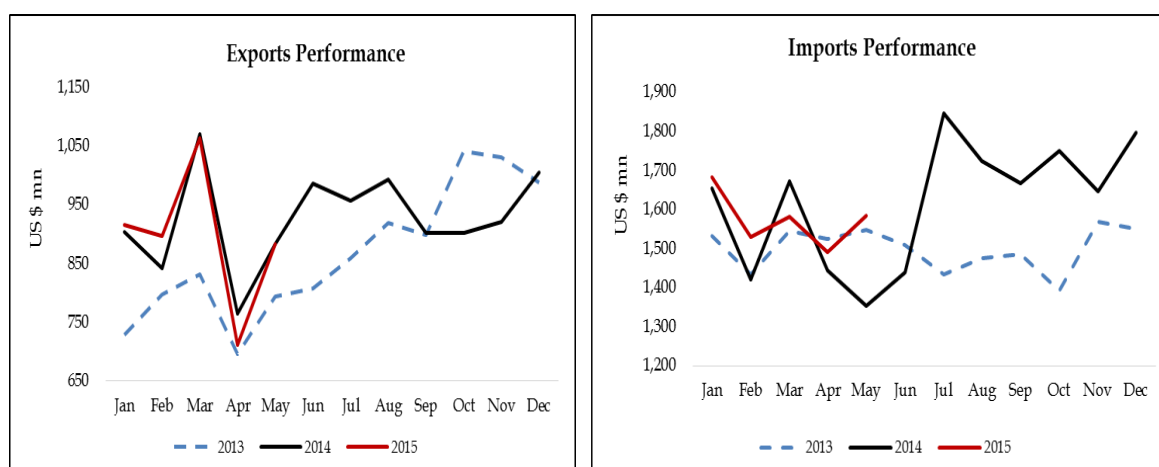 Exports Performance
US $ mn
1,150
1,050
950
850
750
650
Jan Feb Mar Apr May Jun Jul Aug Sep Oct Nov Dec
2013 2014 2015
Imports Performance
US $ mn
1,900
1,800
1,700
1,600
1,500
1,400
1,300
1,200
Jan Feb Mar Apr May Jun Jul Aug Sep Oct Nov Dec
2013 2014 2015